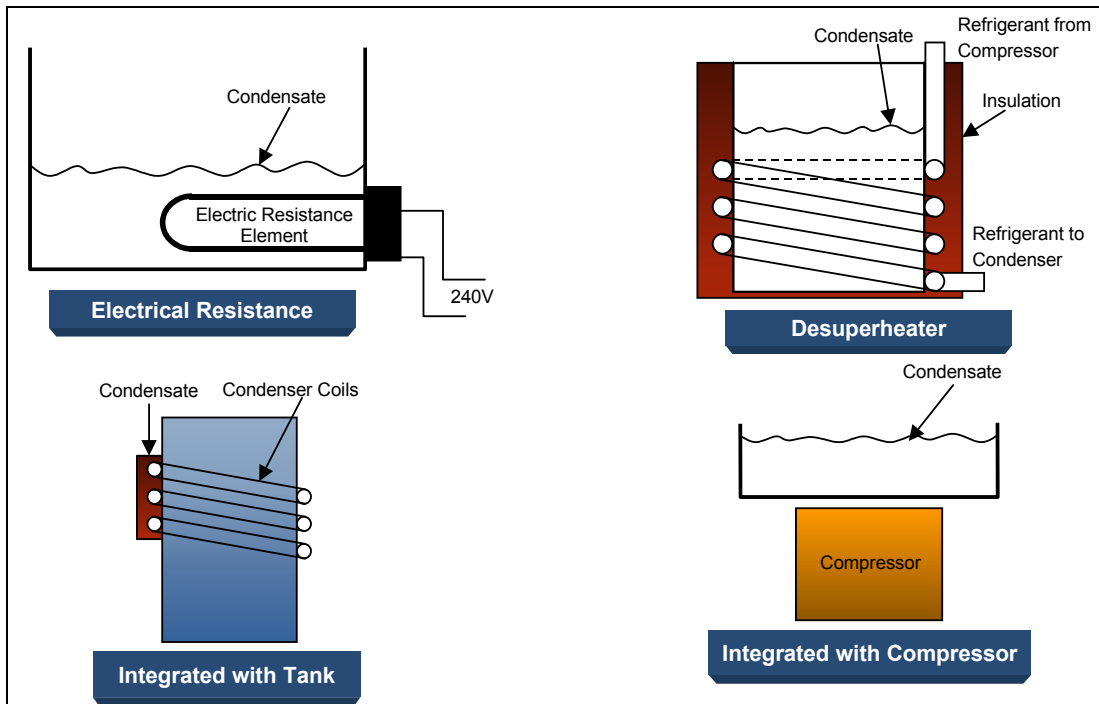 Condensate
Electric Resistance
Element
240V
Electrical Resistance
Refrigerant from
Compressor
Condensate
Insulation
Refrigerant to
Condenser
Desuperheater
Condensate
Condenser Coils
Integrated with Tank
Condensate
Compressor
Integrated with Compressor